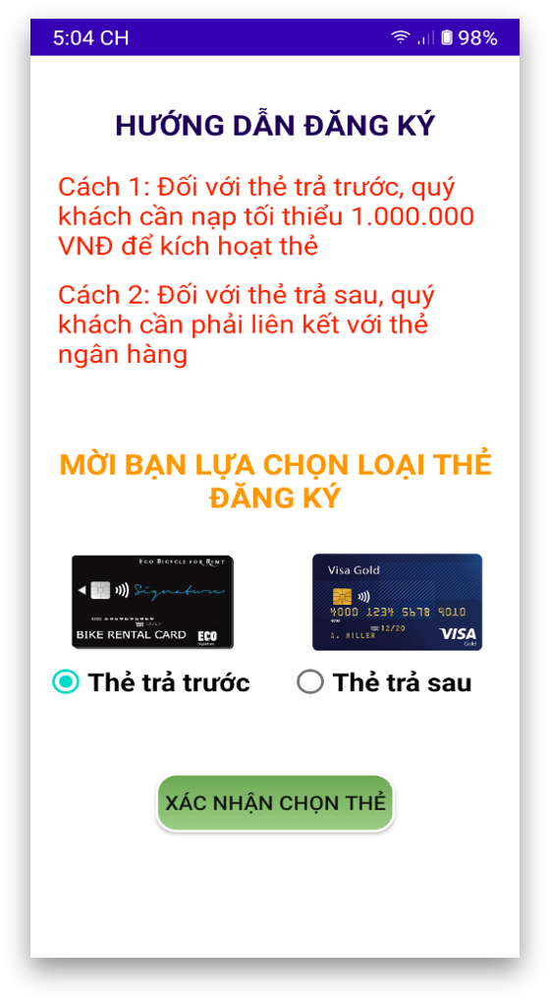 5:04 CH
98%
HƯỚNG DẪN ĐĂNG KÝ
Cách 1: Đối với thẻ trả trước, quý
khách cần nạp tối thiểu 1.000.000
VNĐ để kích hoạt thẻ
Cách 2: Đối với thẻ trả sau, quý
khách cần phải liên kết với thẻ
ngân hàng
MỜI BẠN LỰA CHỌN LOẠI THẺ
ĐĂNG KÝ
ECO BICYCLE FOR RENT
Signature
BIKE RENTAL CARD
ECO
Visa Gold
4000 1234 5678 9010
4000
12/20
A. MILLER
VISA
Gold
Thẻ trả trước
Thẻ trả sau
XÁC NHẬN CHỌN THẺ